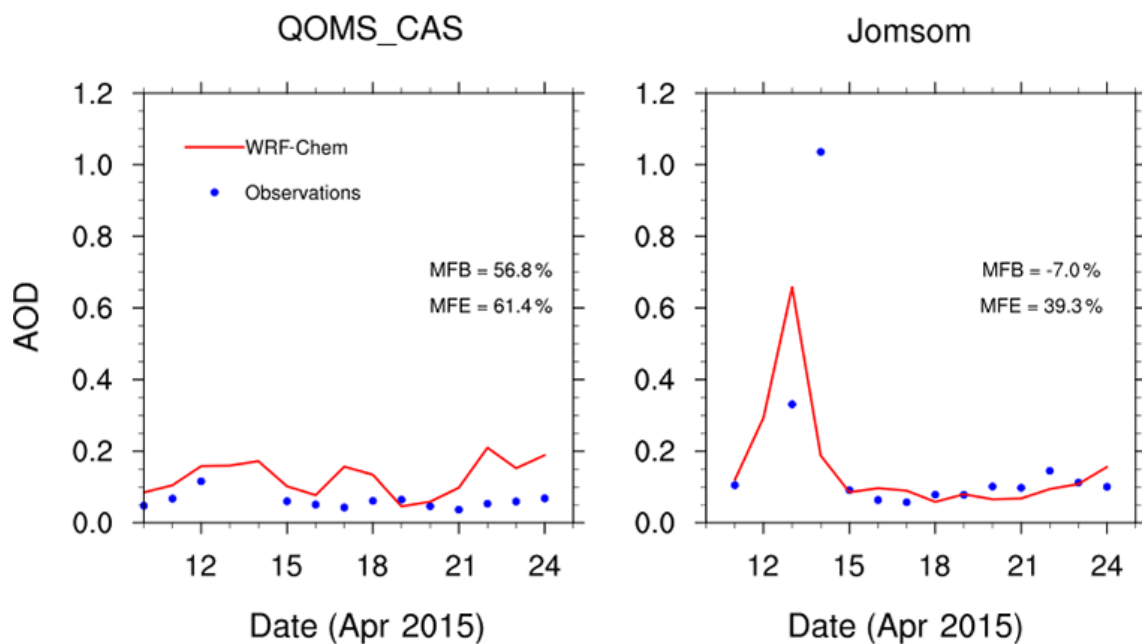 QOMS_CAS
Jomsom
AOD
1.2
1.0
0.8
0.6
0.4
0.2
0.0
WRF-Chem
Observations
MFB = 56.8%
MFE = 61.4%
12 15 18 21 24
Date (Apr 2015)
1.2
1.0
0.8
0.6
0.4
0.2
0.0
MFB = -7.0%
MFE = 39.3%
12 15 18 21 24
Date (Apr 2015)